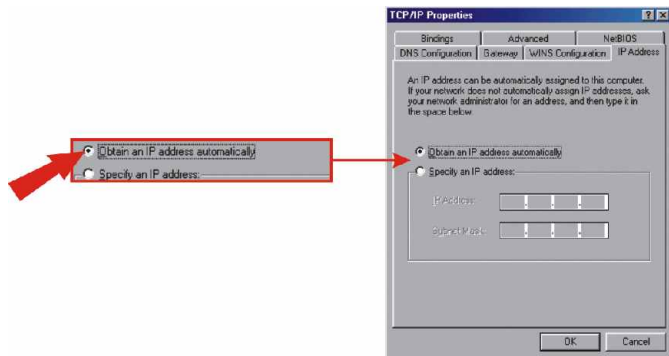 TCP/IP Properties
Bindings Advanced NetBIOS
DNS Configuration Gateway WINS Configuration IP Address
An IP address can be automatically assigned to this computer.
If your network does not automatically assign IP addresses, ask
your network administrator for an address, and then type it in
the space below.
Obtain an IP address automatically
Specify an IP address:
Obtain an IP address automatically
Specify an IP address:
IP Address:
Subnet Mask:
OK Cancel